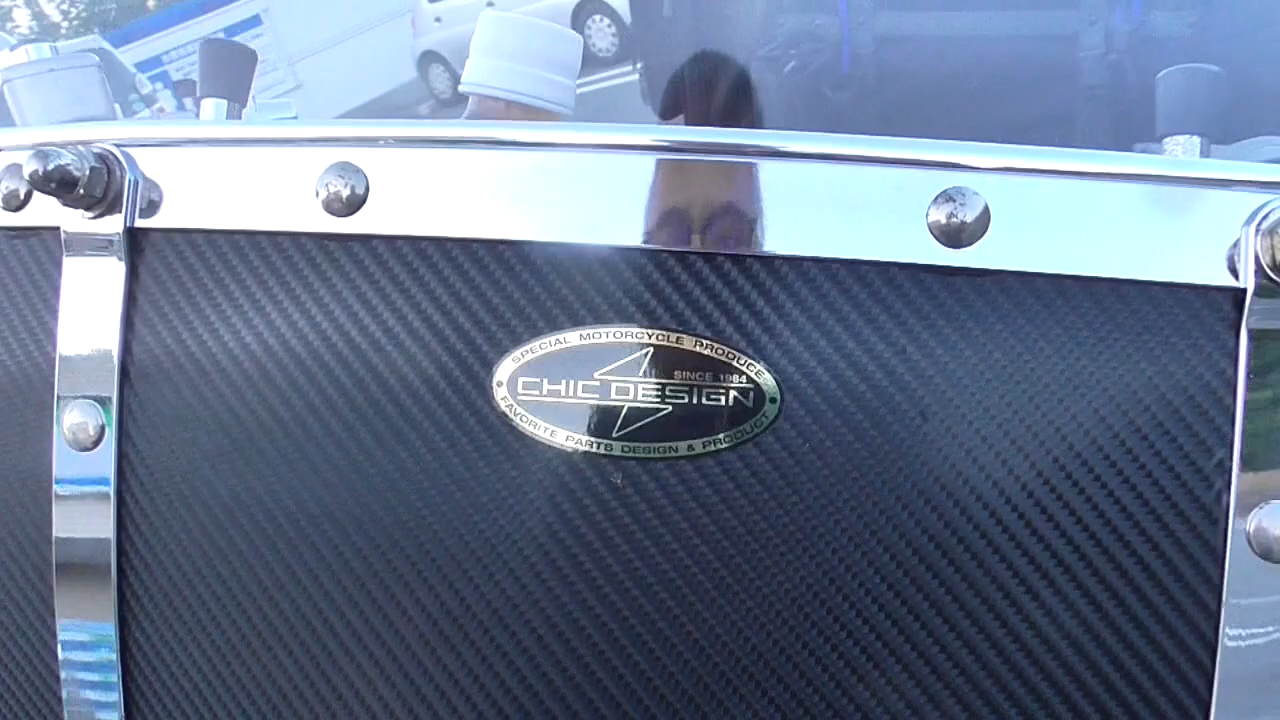 SPECIAL MOTORCYCLE PRODUCE
SINCE 1984
CHIC DESIGN
FAVORITE PARTS DESIGN & PRODUCT